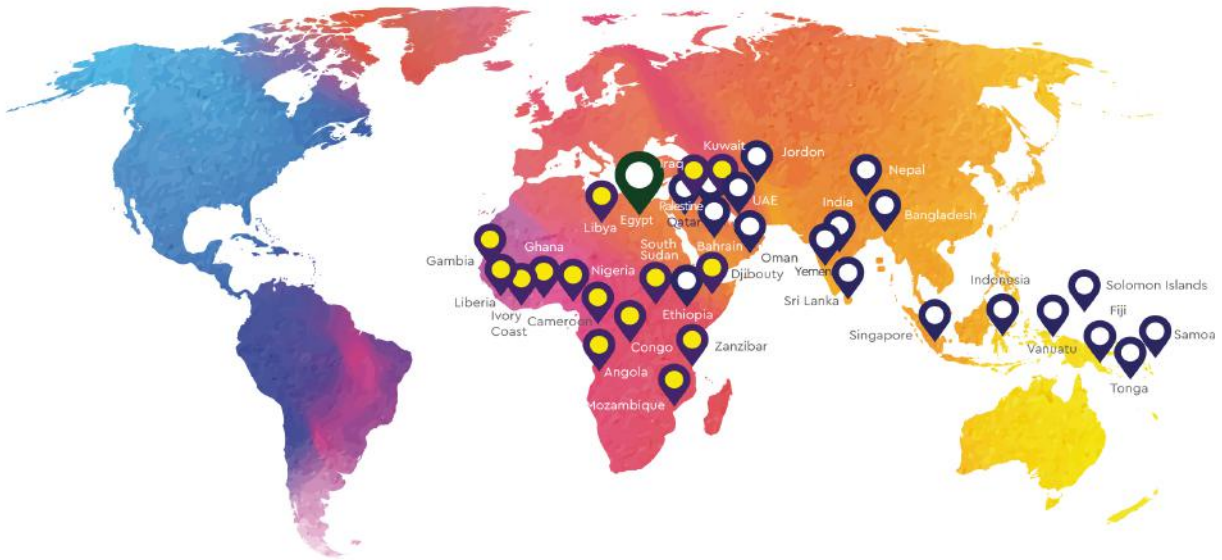 Kuwait
Iraq
Jordon
Nepal
Palestine
UAE
India
Egypt
Qatar
Bangladesh
Libya
South
Sudan
Bahrain
Ghana
Oman
Gambia
Nigeria
Djibouty
Yemen
Indonesia
Solomon Islands
Liberia
Sri Lanka
Ivory
Coast
Cameroon
Ethiopia
Fiji
Singapore
Congo
Zanzibar
Vanuatu
Samoa
Angola
Tonga
Mozambique